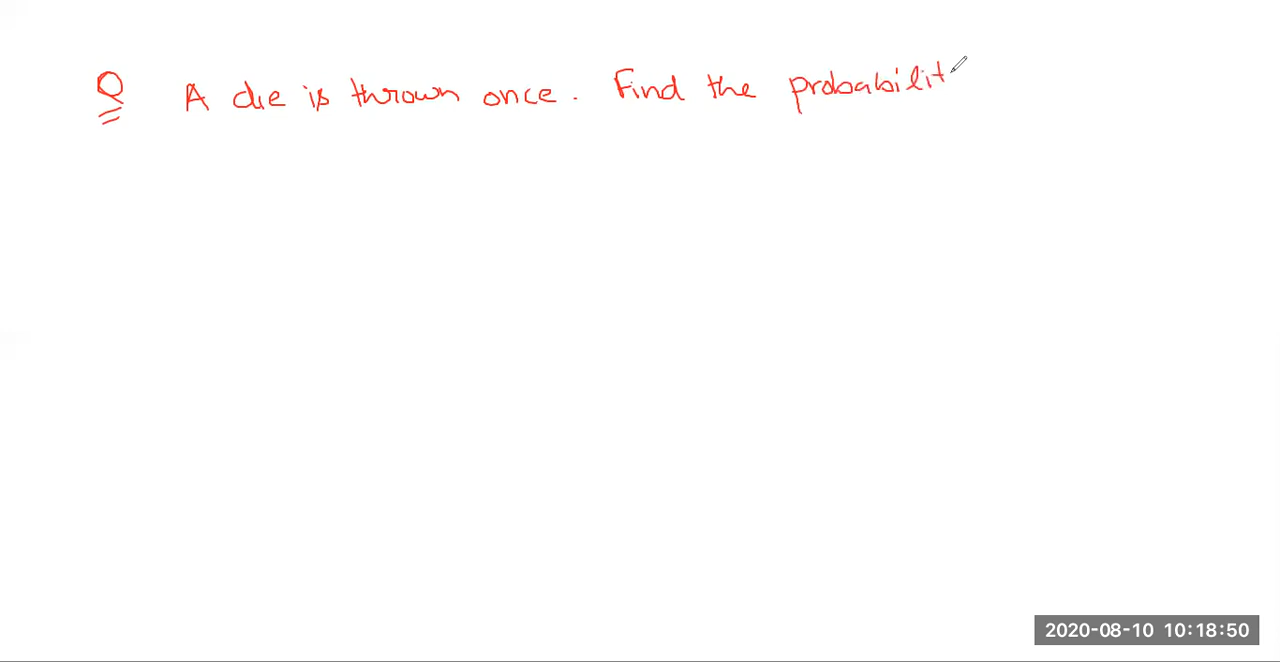 Q A die is thrown once. Find the probabilit
2020-08-10 10:18:50